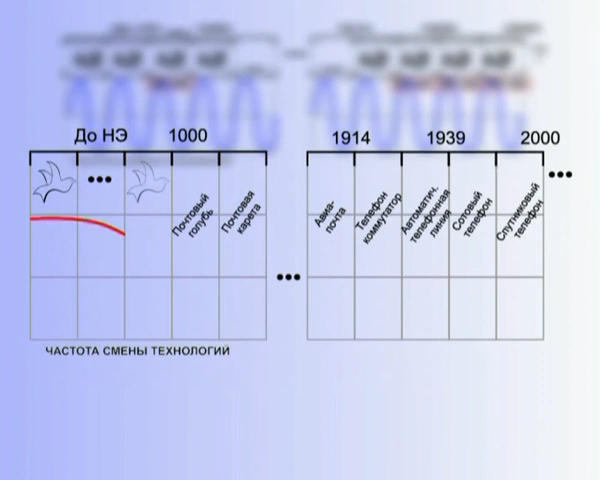 До НЭ 1000 1914 1939 2000
•••
•••
•••
Почтовый
голубь
Почтовая
карета
Авиа-
почта
Телефон
коммутатор
Автоматич.
телефонная
линия
Сотовый
телефон
Спутниковый
телефон
ЧАСТОТА СМЕНЫ ТЕХНОЛОГИЙ